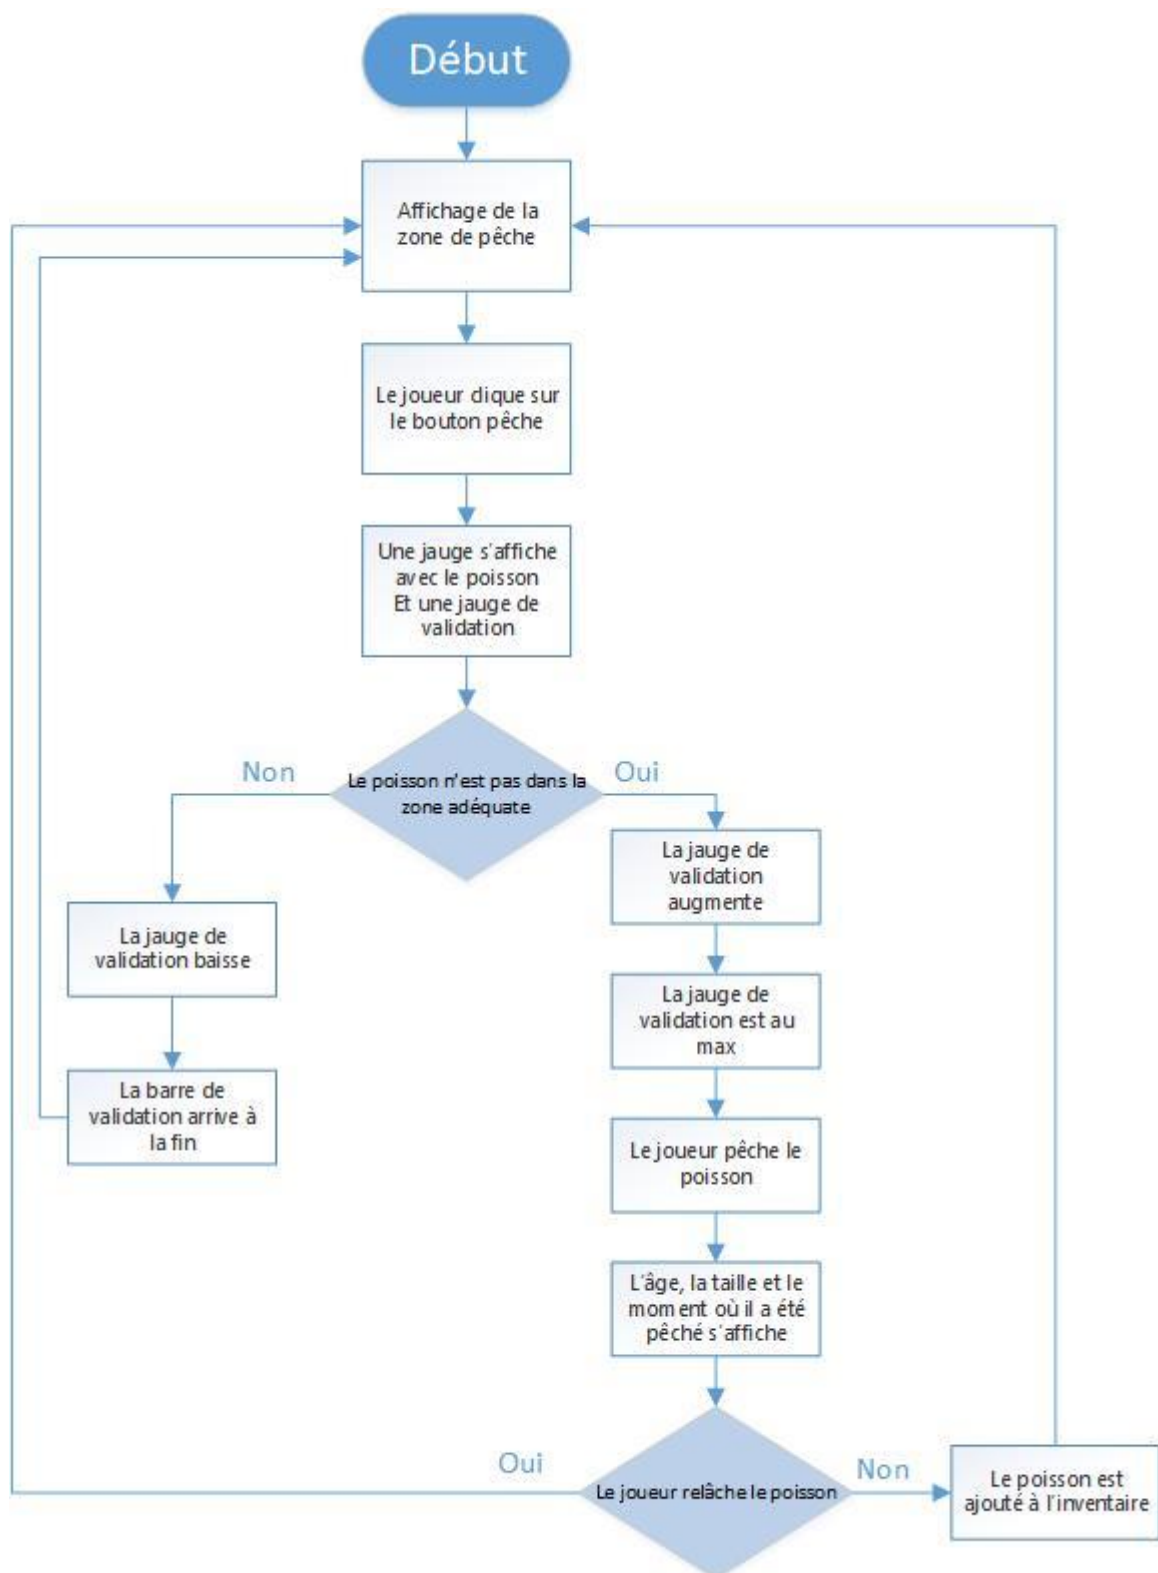 Début
Affichage de la
zone de pêche
Le joueur clique sur
le bouton pêche
Une jauge s'affiche
avec le poisson
Et une jauge de
validation
Non
Le poisson n'est pas dans la
zone adéquate
Oui
La jauge de
validation baisse
La barre de
validation arrive à
la fin
La jauge de
validation
augmente
La jauge de
validation est au
max
Le joueur pêche le
poisson
L'âge, la taille et le
moment où il a été
pêché s'affiche
Oui
Le joueur relâche le poisson
Non
Le poisson est
ajouté à l'inventaire